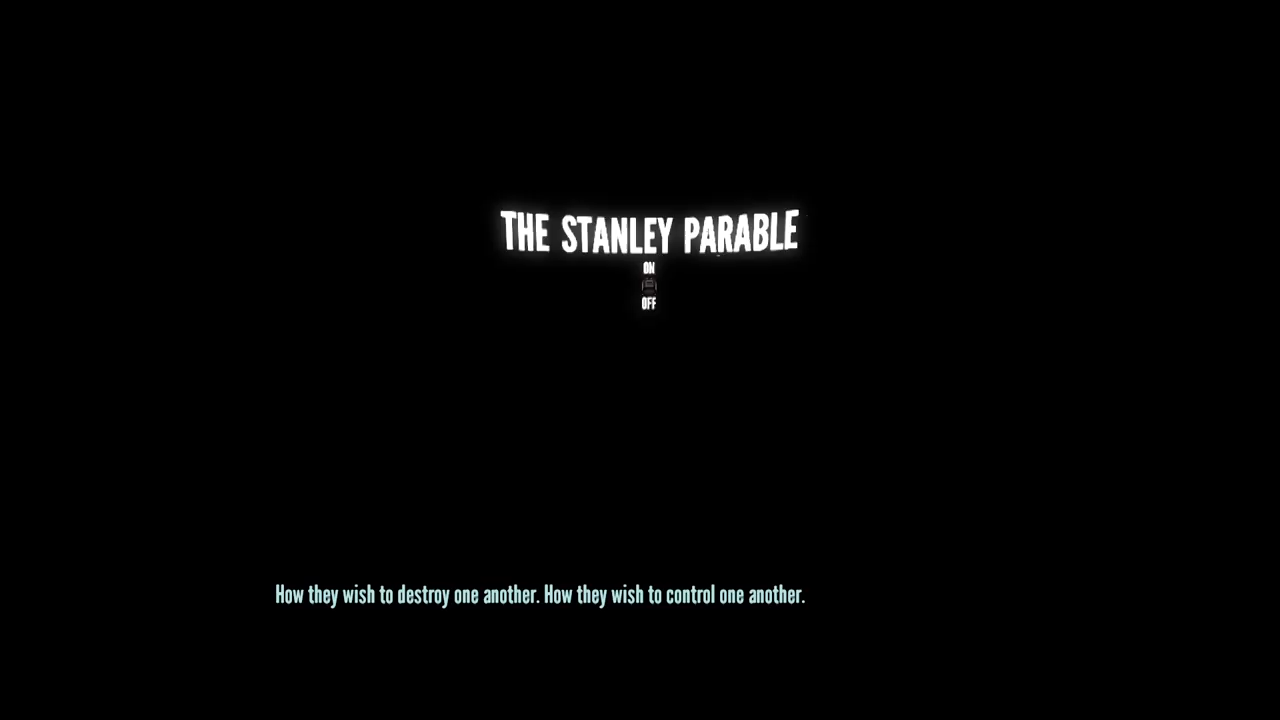 THE STANLEY PARABLE
ON
OFF
How they wish to destroy one another. How they wish to control one another.